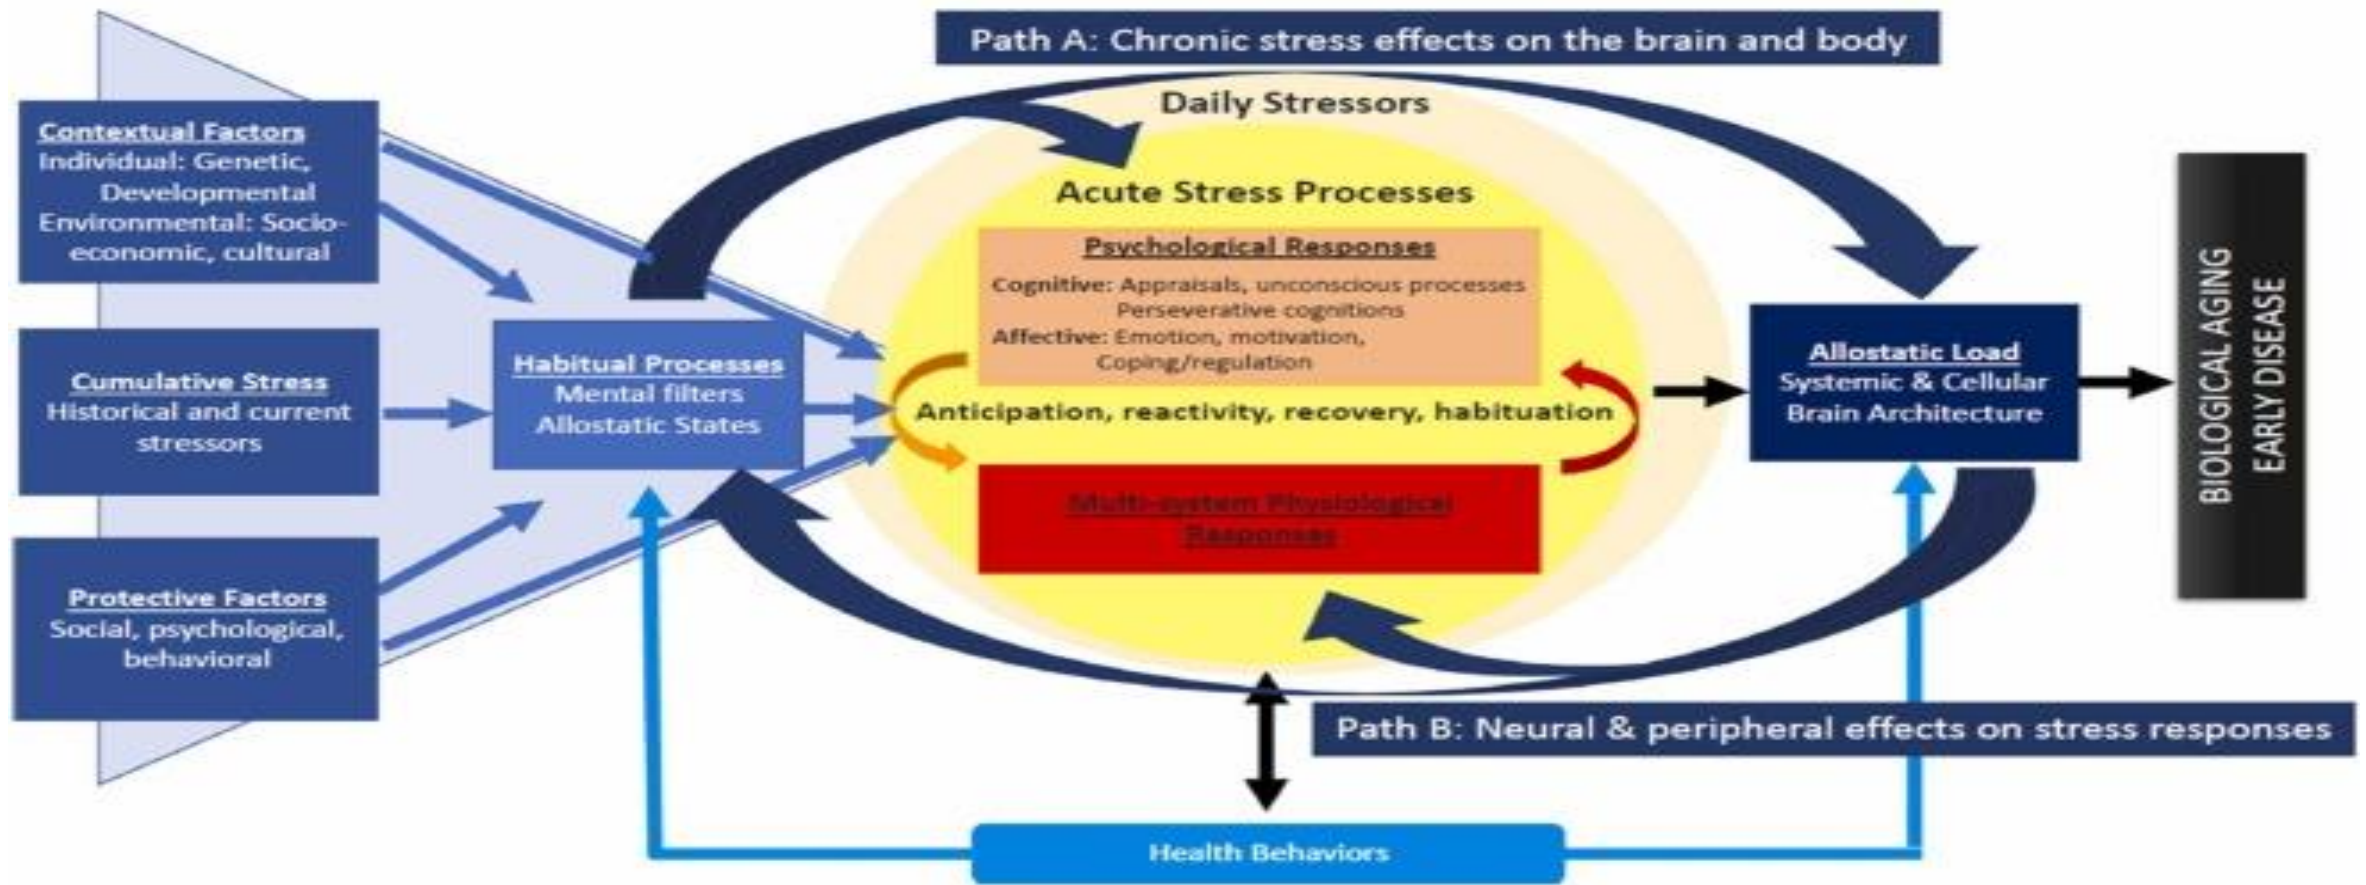 Path A: Chronic stress effects on the brain and body
Contextual Factors
Individual: Genetic,
Developmental
Environmental: Socio-
economic, cultural
Cumulative Stress
Historical and current
stressors
Protective Factors
Social, psychological,
behavioral
Habitual Processes
Mental filters
Allostatic States
Daily Stressors
Acute Stress Processes
Psychological Responses
Cognitive: Appraisals, unconscious processes
Perseverative cognitions
Affective: Emotion, motivation,
Coping/regulation
Anticipation, reactivity, recovery, habituation
Multi-system Physiological
Responses
Allostatic Load
Systemic & Cellular
Brain Architecture
BIOLOGICAL AGING
EARLY DISEASE
Path B: Neural & peripheral effects on stress responses
Health Behaviors